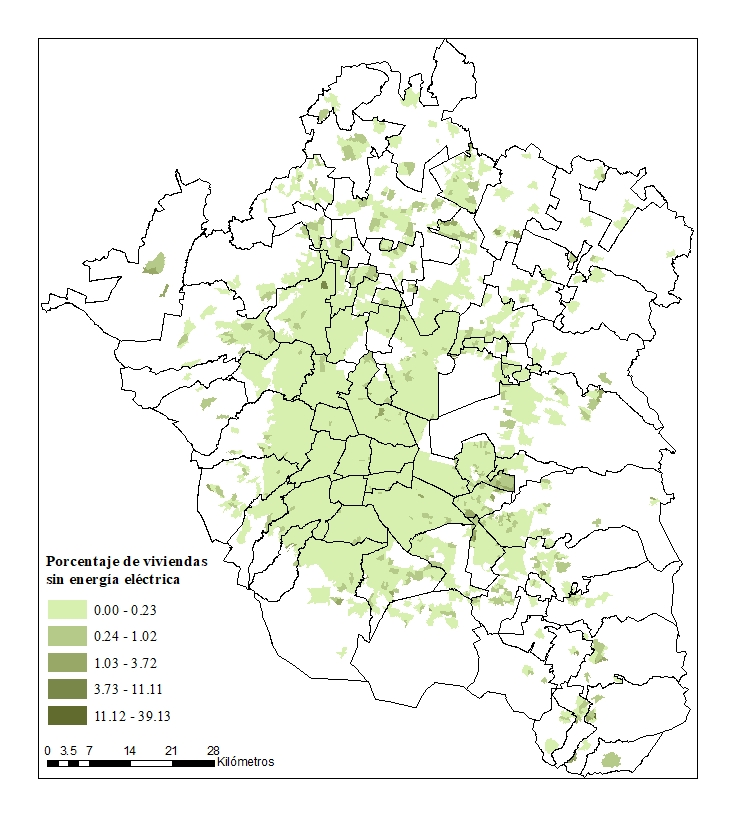 Porcentaje de viviendas
sin energía eléctrica
0.00 - 0.23
0.24 - 1.02
1.03 - 3.72
3.73 - 11.11
11.12 - 39.13
0 3.5 7 14 21 28
Kilómetros